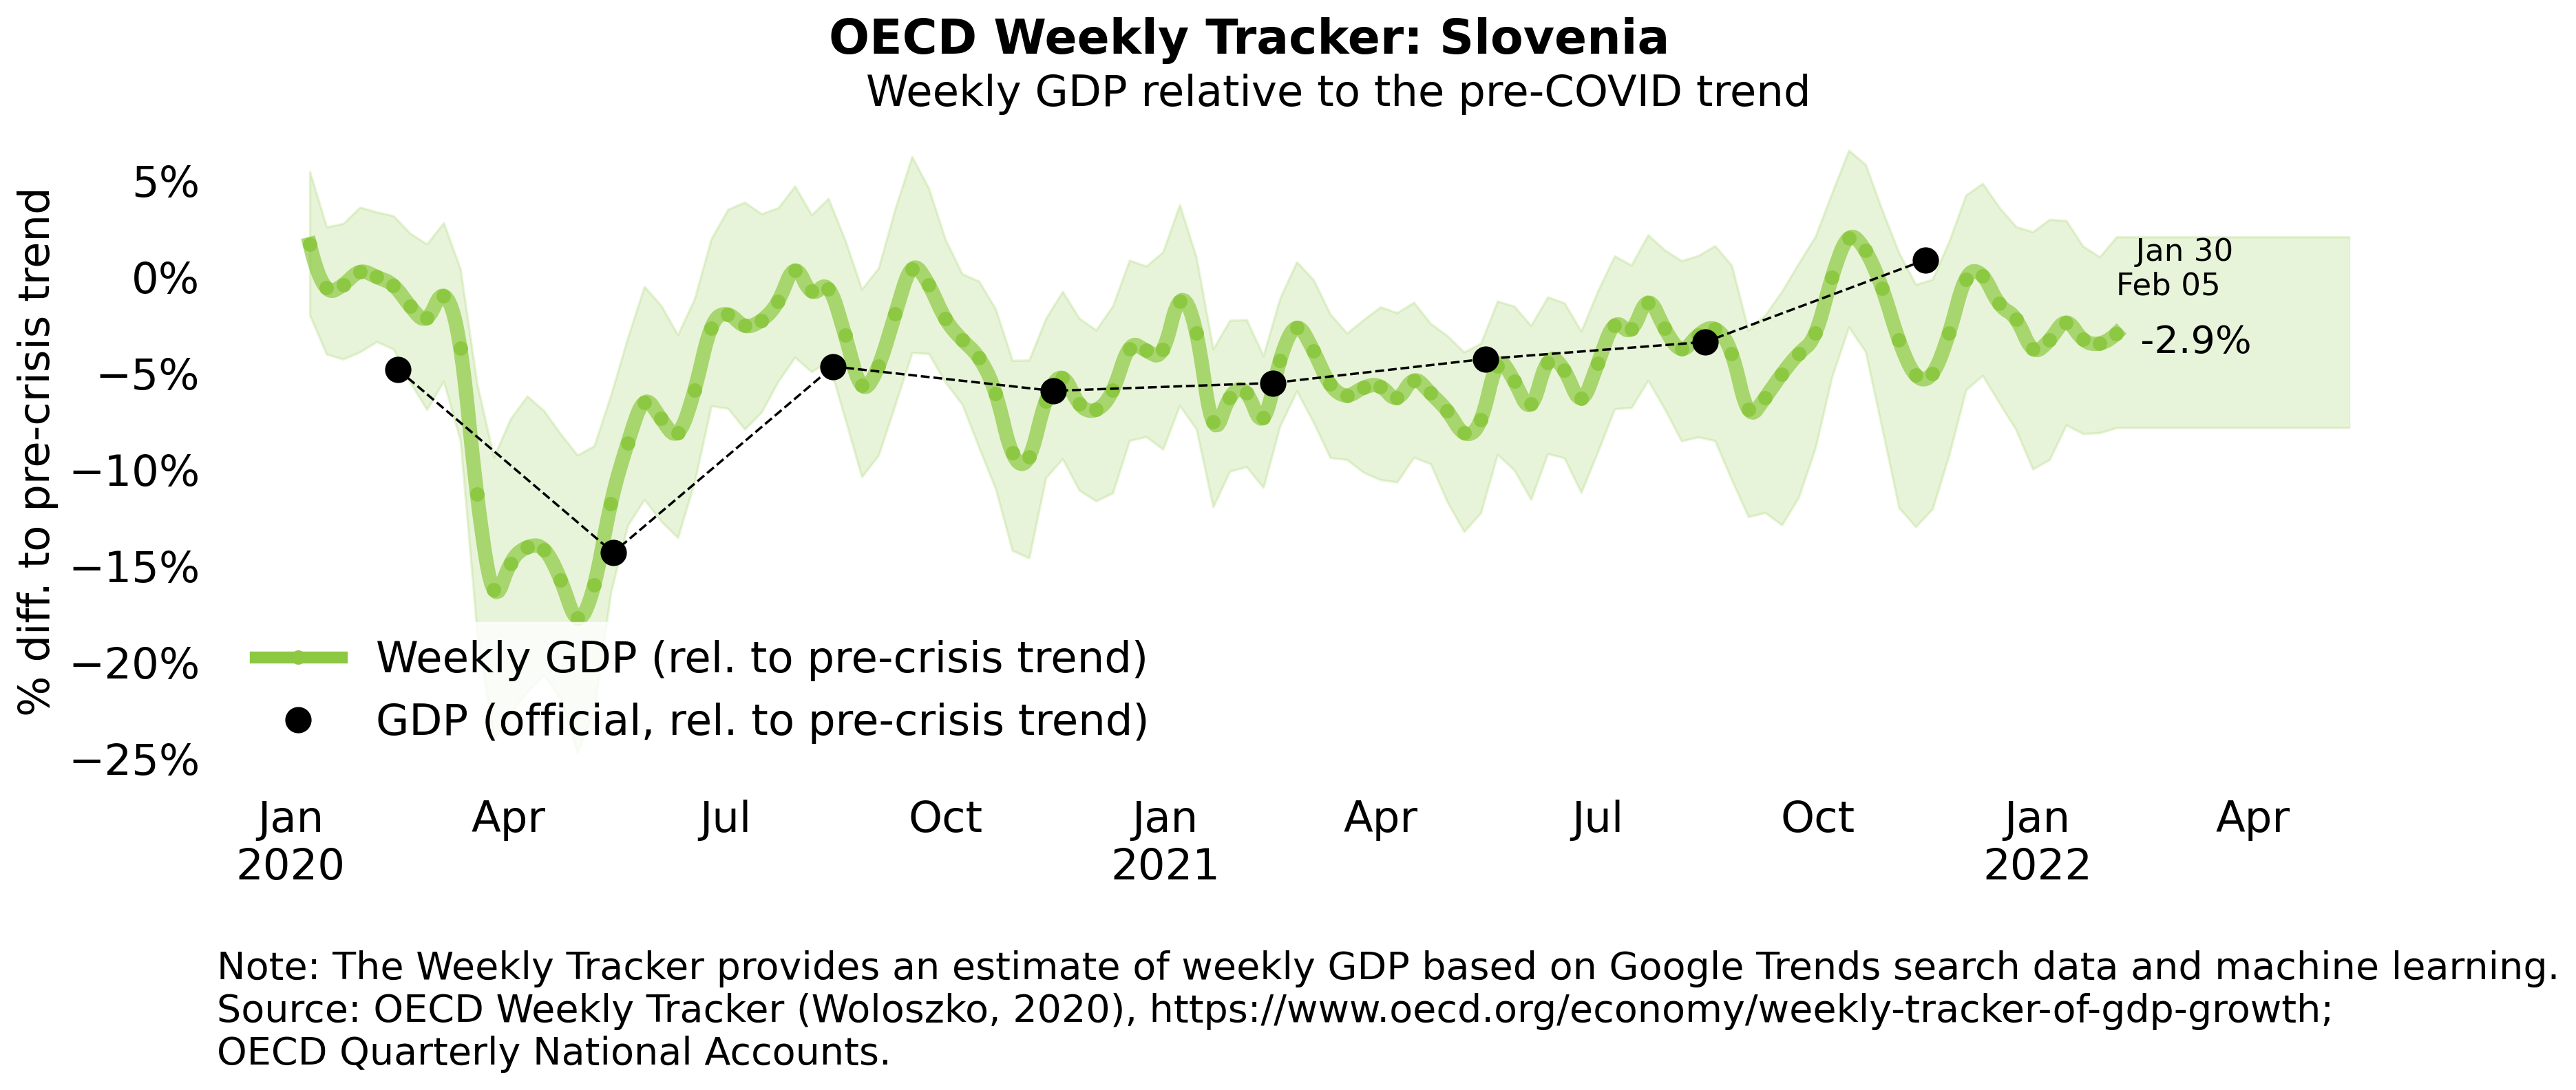 OECD Weekly Tracker: Slovenia
Weekly GDP relative to the pre-COVID trend
% diff. to pre-crisis trend
5%
0%
−5%
−10%
−15%
−20%
−25%
Jan 30
Feb 05
-2.9%
Weekly GDP (rel. to pre-crisis trend)
GDP (official, rel. to pre-crisis trend)
Jan Apr Jul Oct Jan Apr Jul Oct Jan Apr
2020 2021 2022
Note: The Weekly Tracker provides an estimate of weekly GDP based on Google Trends search data and machine learning.
Source: OECD Weekly Tracker (Woloszko, 2020), https://www.oecd.org/economy/weekly-tracker-of-gdp-growth;
OECD Quarterly National Accounts.